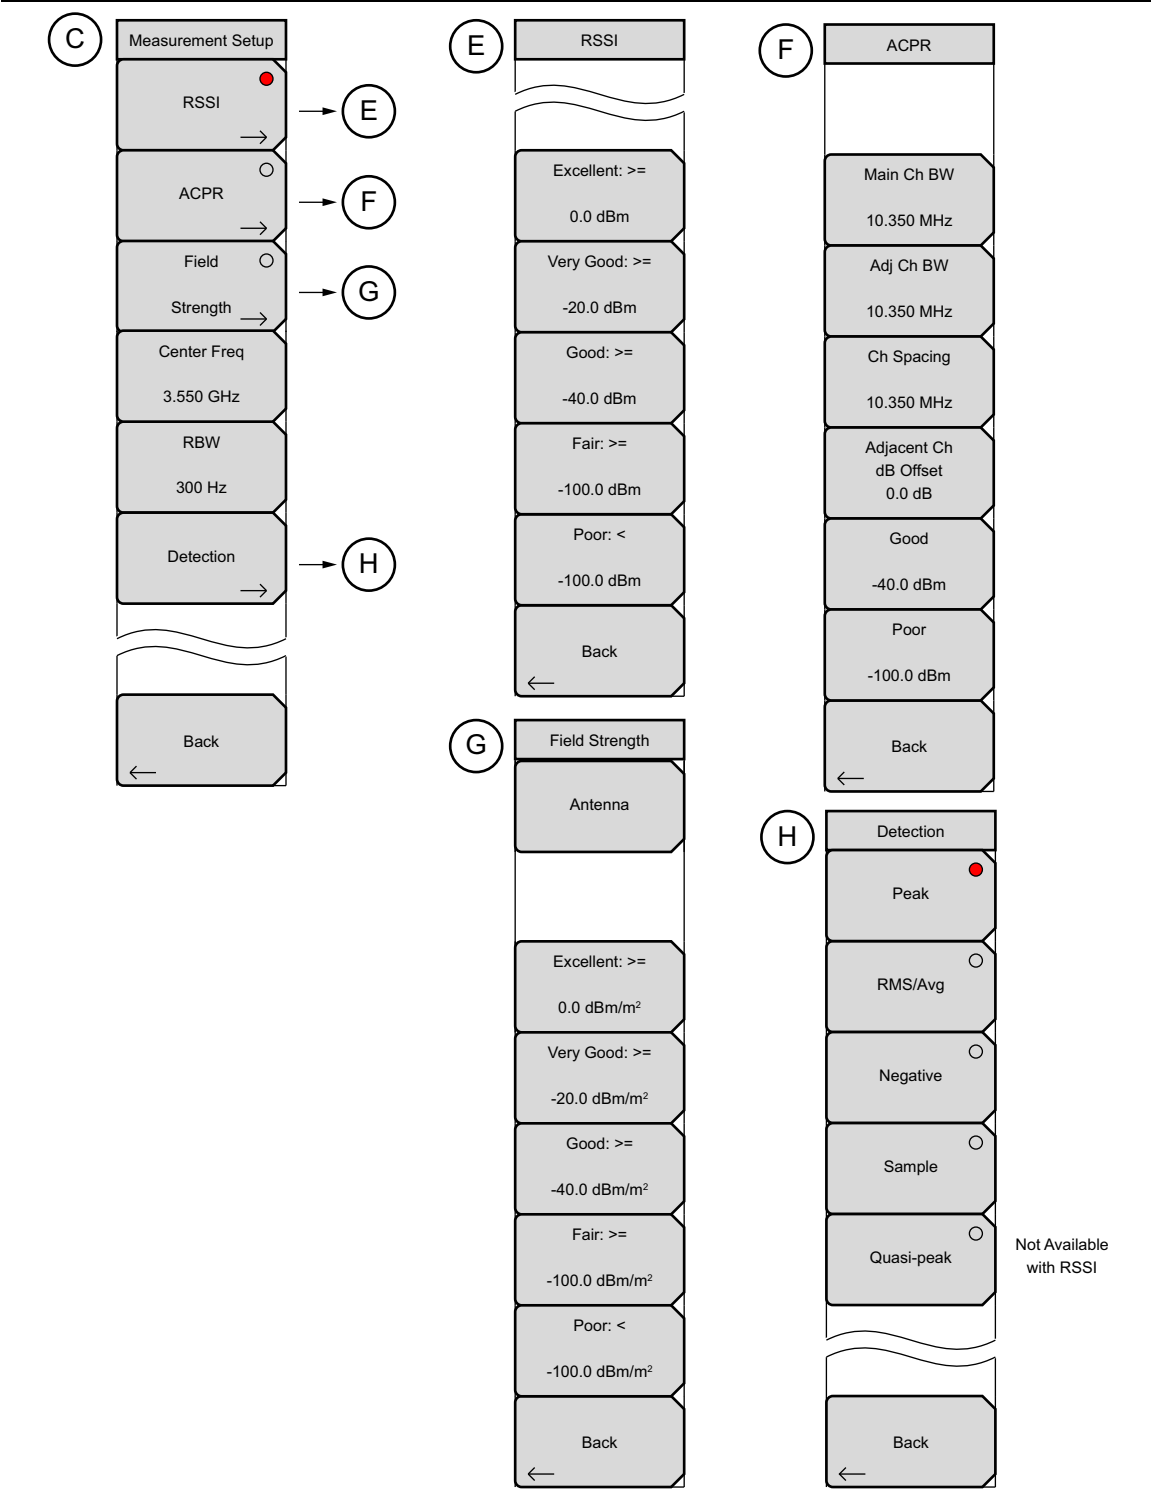 C
Measurement Setup
RSSI
E
ACPR
F
Field
Strength
G
Center Freq
3.550 GHz
RBW
300 Hz
Detection
H
Back
E
RSSI
Excellent: >=
0.0 dBm
Very Good: >=
-20.0 dBm
Good: >=
-40.0 dBm
Fair: >=
-100.0 dBm
Poor: <
-100.0 dBm
Back
G
Field Strength
Antenna
Excellent: >=
0.0 dBm/m²
Very Good: >=
-20.0 dBm/m²
Good: >=
-40.0 dBm/m²
Fair: >=
-100.0 dBm/m²
Poor: <
-100.0 dBm/m²
Back
F
ACPR
Main Ch BW
10.350 MHz
Adj Ch BW
10.350 MHz
Ch Spacing
10.350 MHz
Adjacent Ch
dB Offset
0.0 dB
Good
-40.0 dBm
Poor
-100.0 dBm
Back
H
Detection
Peak
RMS/Avg
Negative
Sample
Quasi-peak
Not Available
with RSSI
Back